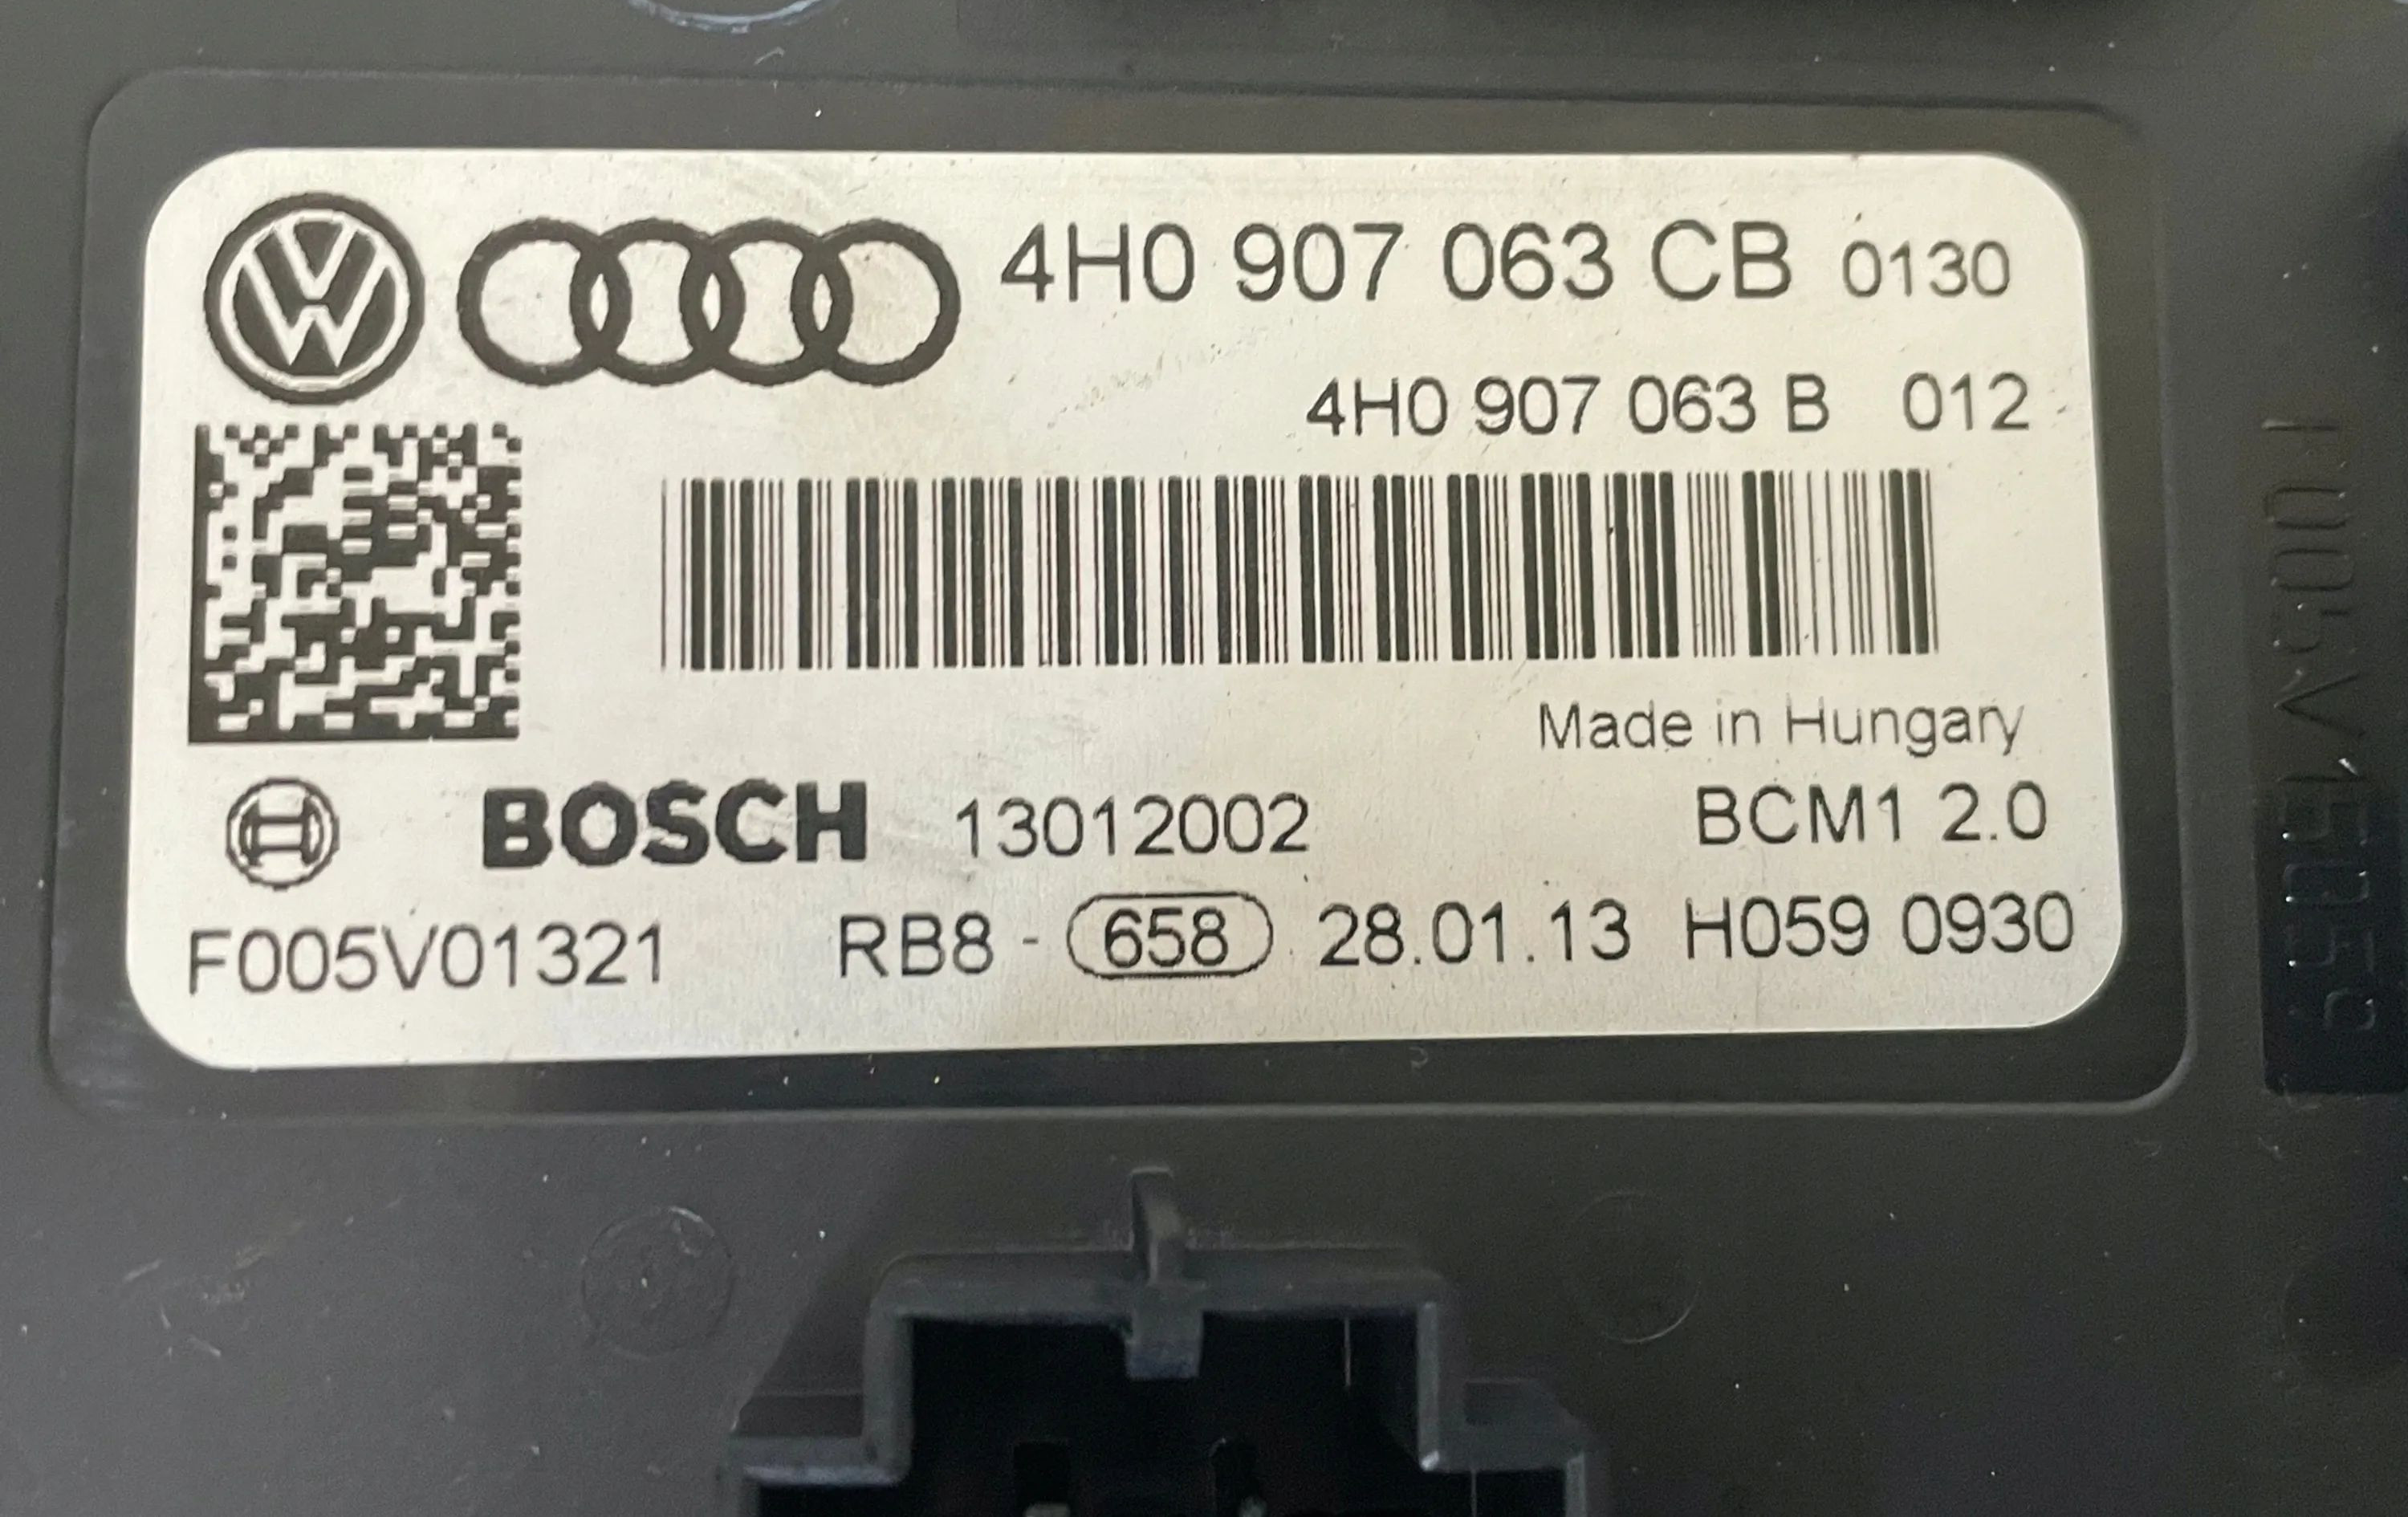 4H0 907 063 CB 0130
4H0 907 063 B 012
Made in Hungary
BOSCH 13012002 BCM1 2.0
F005V01321 RB8 - 658 28.01.13 H059 0930